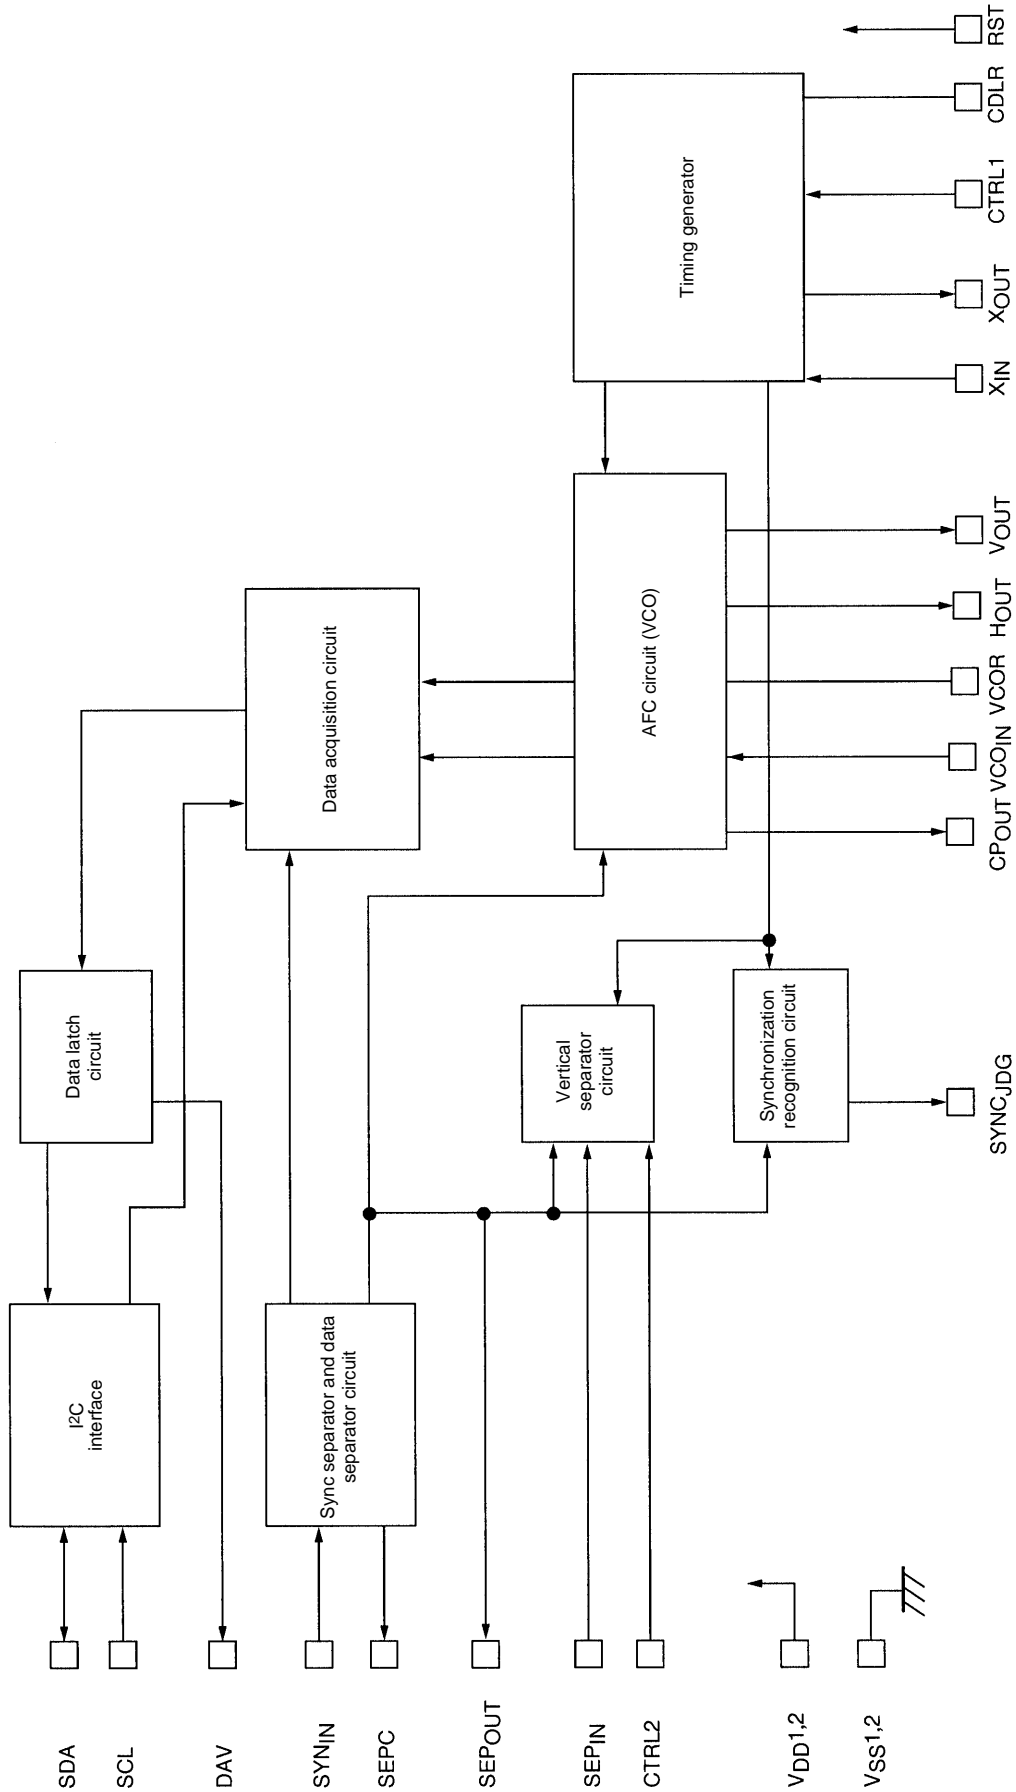 SDA
SCL
DAV
SYNIN
SEPC
SEPOUT
SEPIN
CTRL2
VDD1,2
VSS1,2
I2C
interface
Data latch
circuit
Sync separator and data
separator circuit
Data acquisition circuit
Vertical
separator
circuit
Synchronization
recognition circuit
AFC circuit (VCO)
Timing generator
SYNCJDG
CPOUT
VCOIN
VCOR
HOUT
VOUT
XIN
XOUT
CTRL1
CDLR
RST